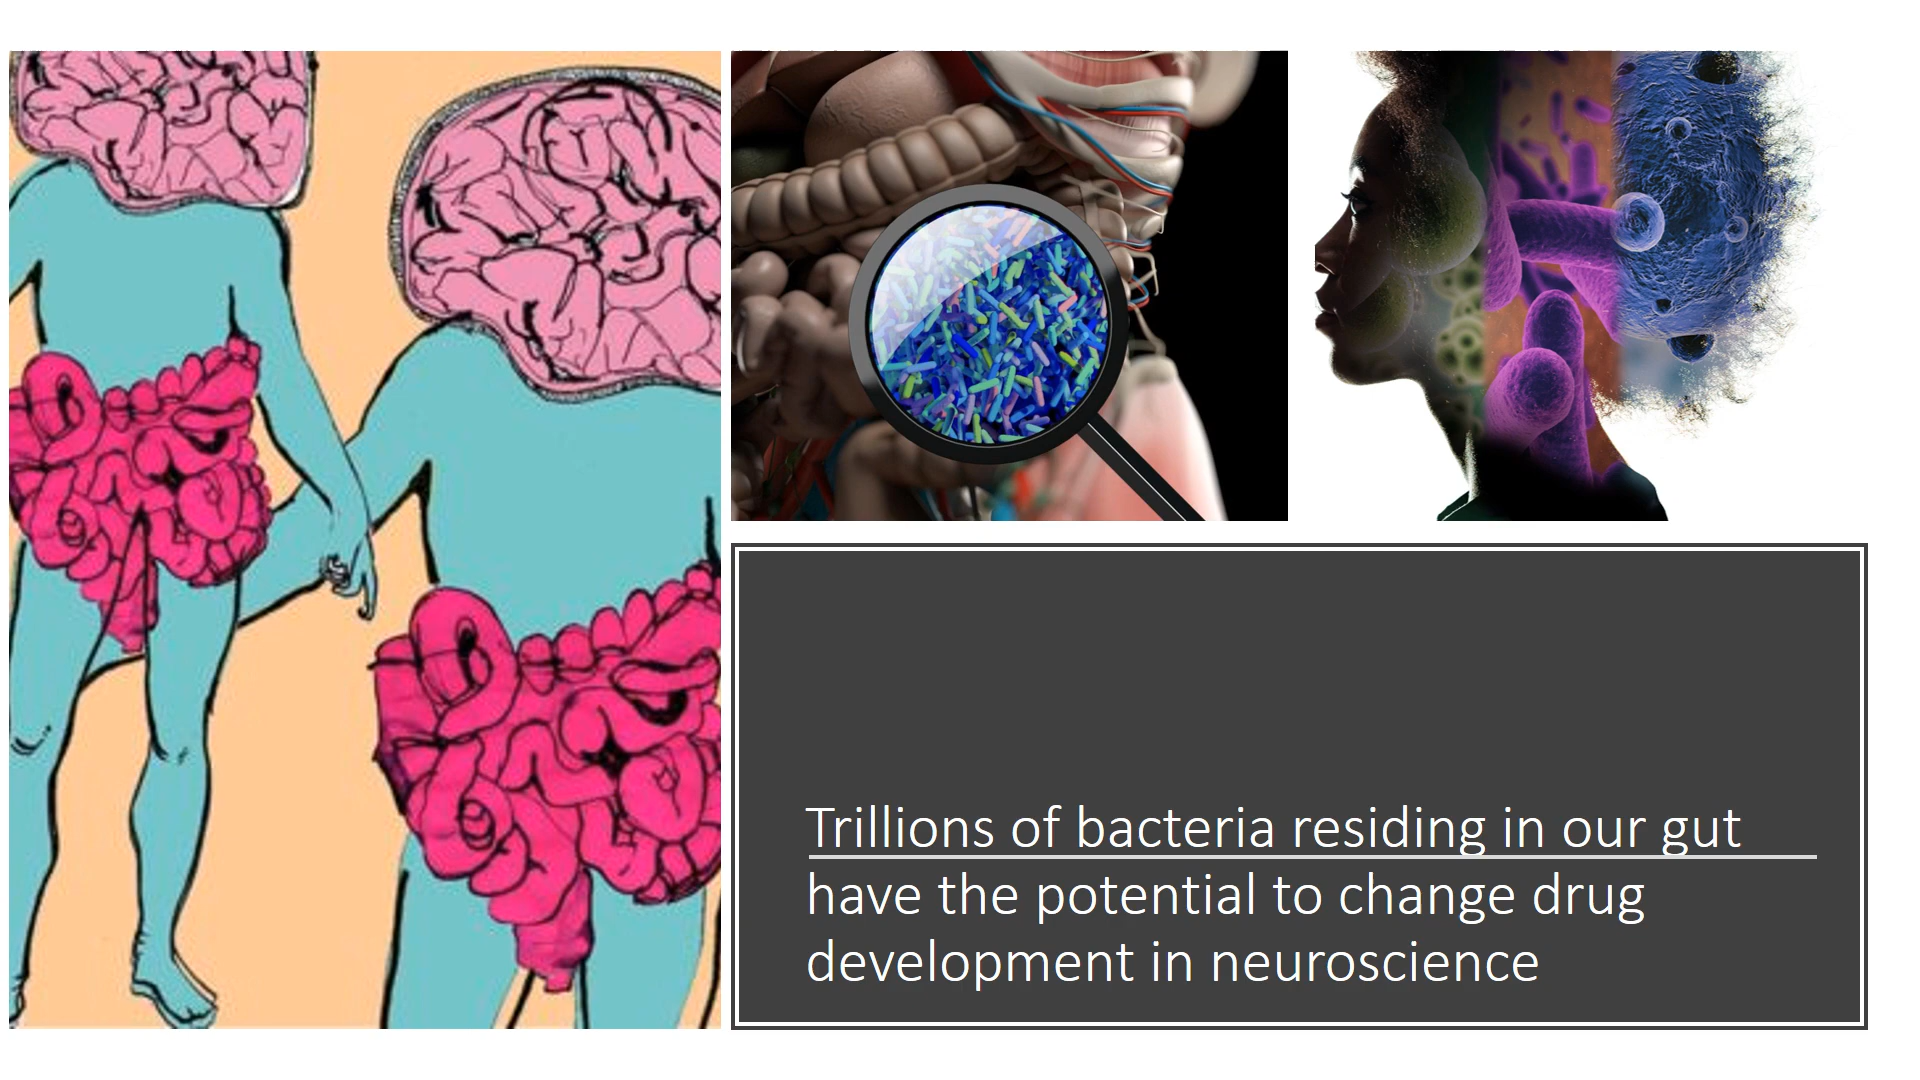 Trillions of bacteria residing in our gut
have the potential to change drug
development in neuroscience